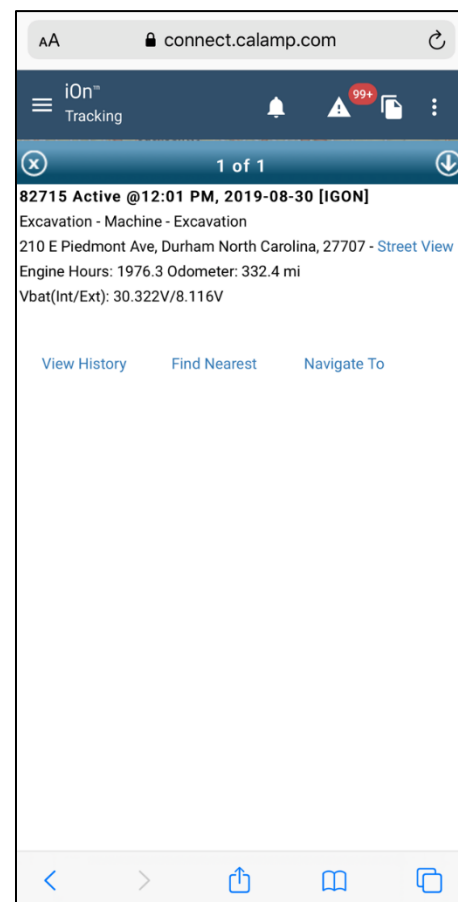 AA connect.calamp.com
iOn™
Tracking
99+
1 of 1
82715 Active @12:01 PM, 2019-08-30 [IGON]
Excavation - Machine - Excavation
210 E Piedmont Ave, Durham North Carolina, 27707 - Street View
Engine Hours: 1976.3 Odometer: 332.4 mi
Vbat(Int/Ext): 30.322V/8.116V
View History Find Nearest Navigate To